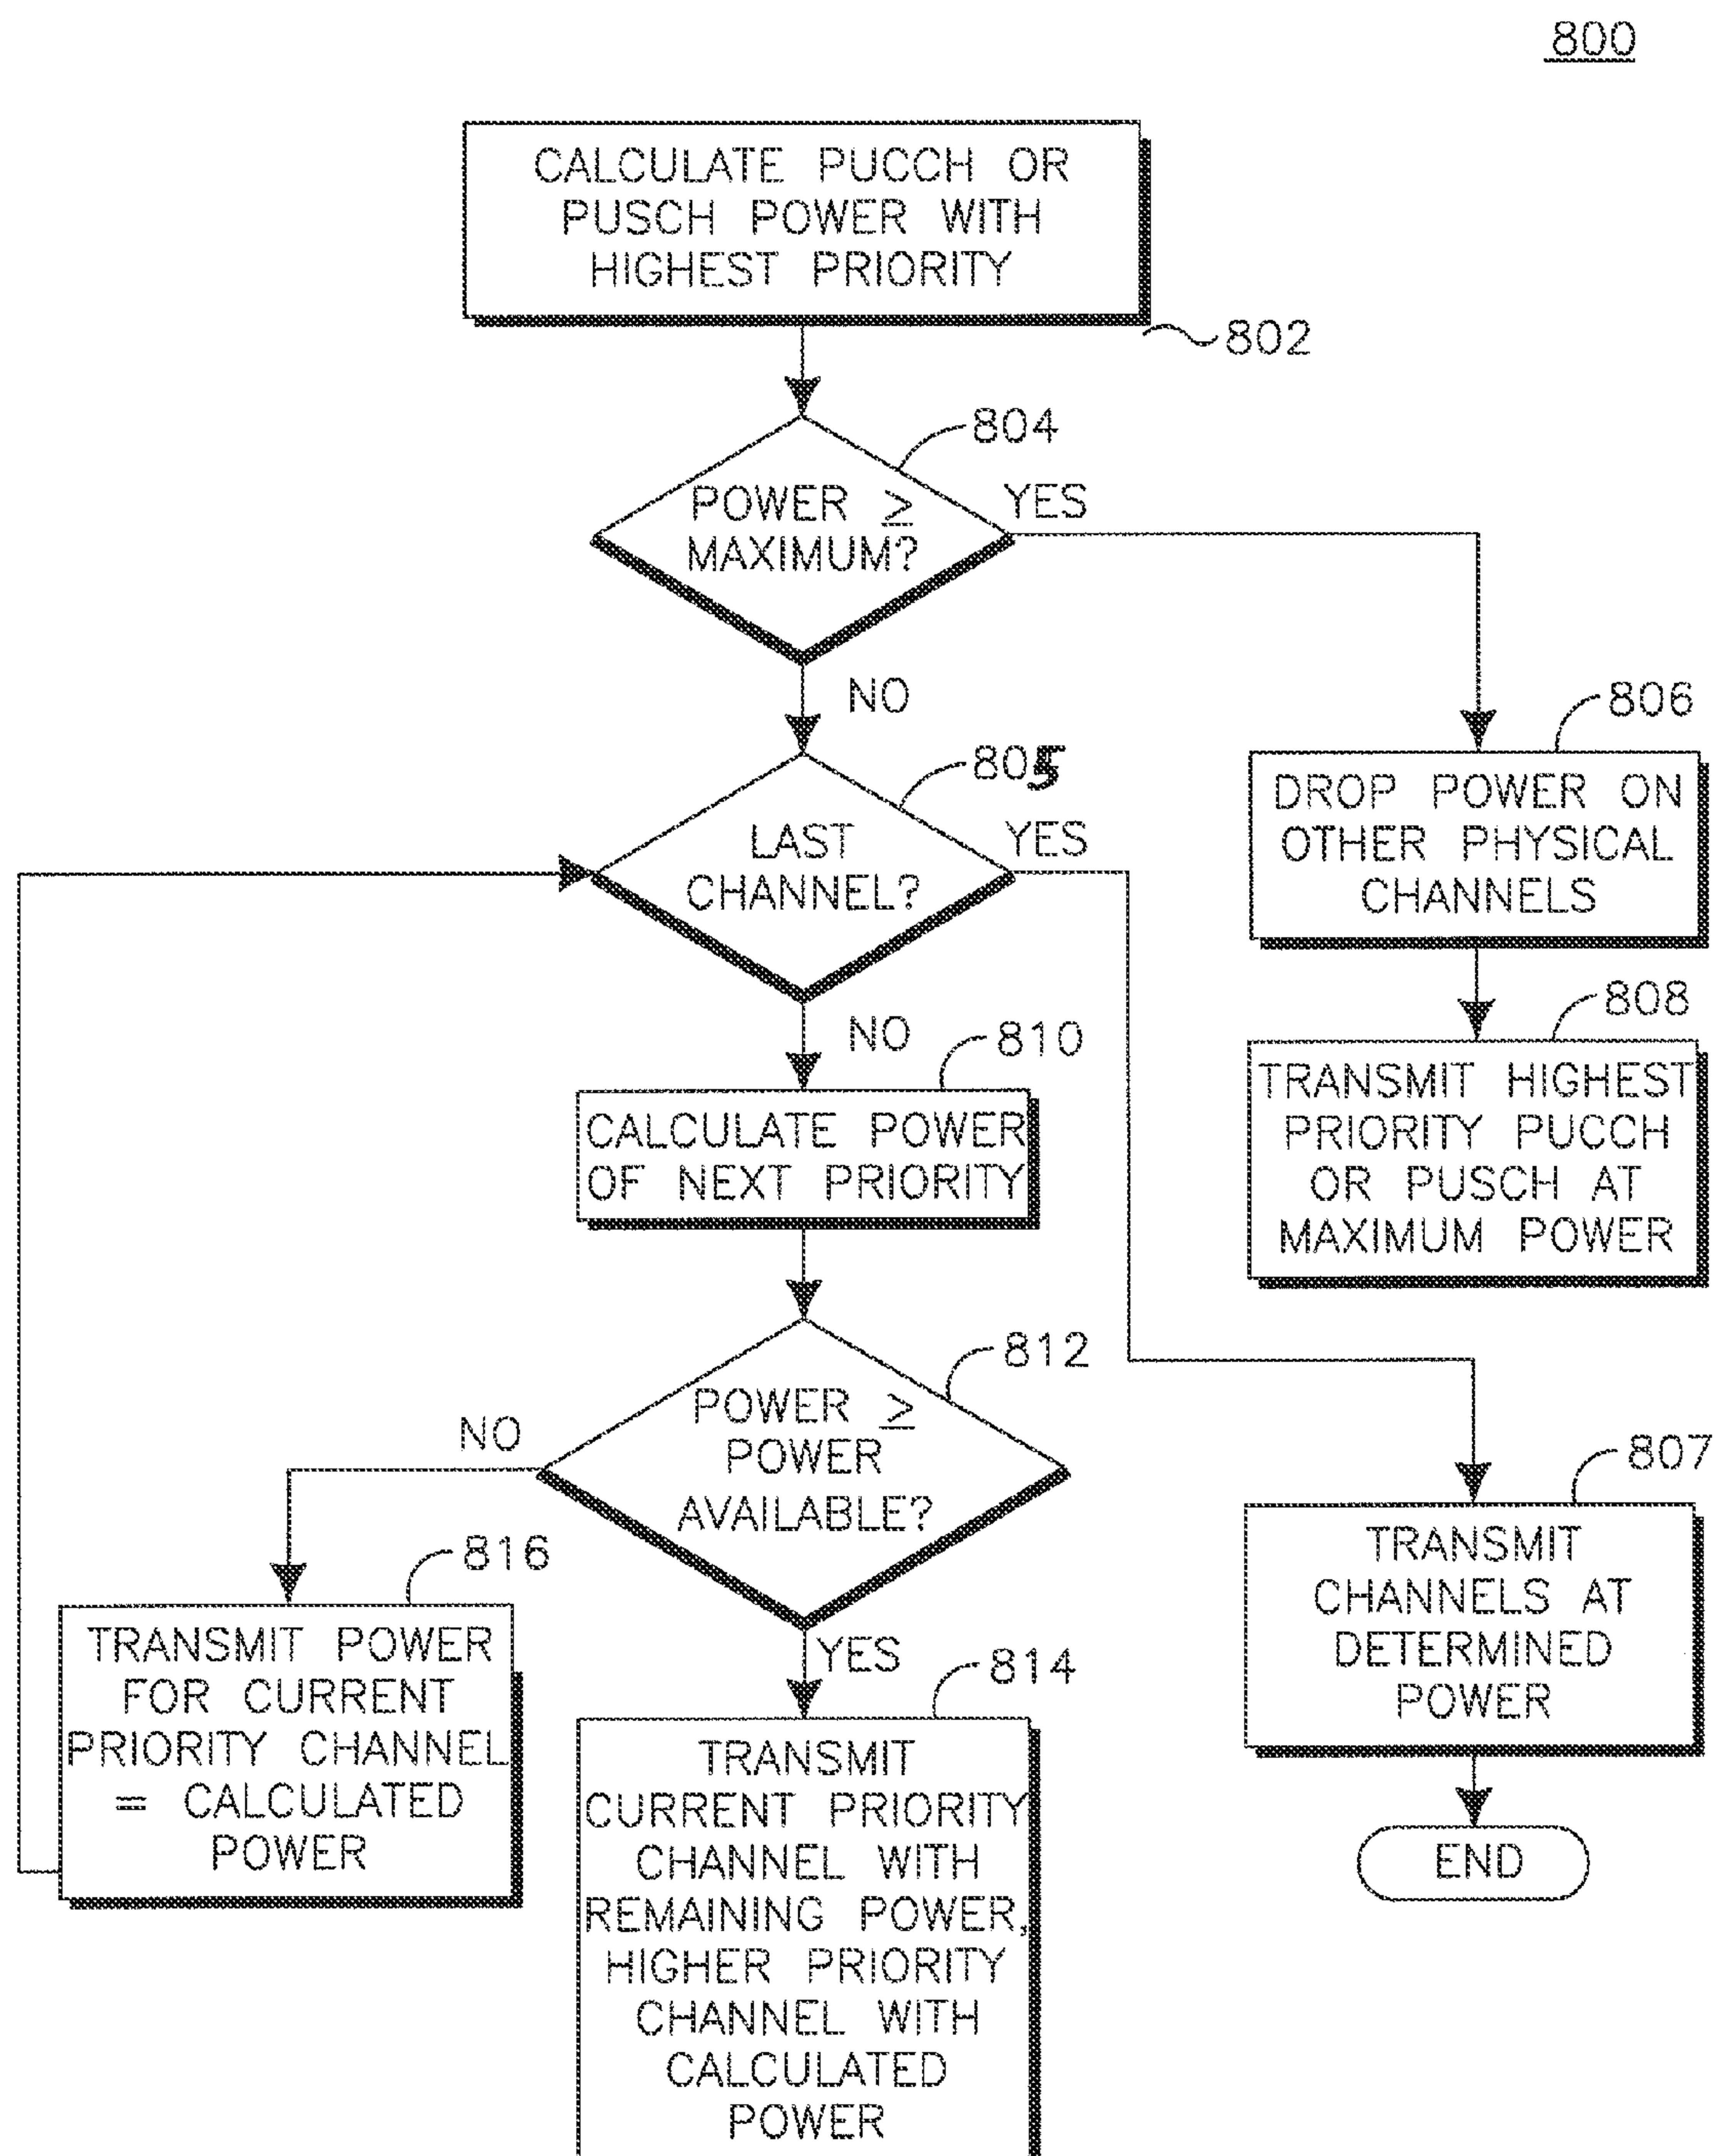 800
CALCULATE PUCCH OR
PUSCH POWER WITH
HIGHEST PRIORITY
802
804
POWER ≥
MAXIMUM?
YES
NO
805
LAST
CHANNEL?
YES
NO
806
DROP POWER ON
OTHER PHYSICAL
CHANNELS
808
TRANSMIT HIGHEST
PRIORITY PUCCH
OR PUSCH AT
MAXIMUM POWER
810
CALCULATE POWER
OF NEXT PRIORITY
812
POWER ≥
POWER
AVAILABLE?
NO
YES
807
TRANSMIT
CHANNELS AT
DETERMINED
POWER
END
816
TRANSMIT POWER
FOR CURRENT
PRIORITY CHANNEL
= CALCULATED
POWER
814
TRANSMIT
CURRENT PRIORITY
CHANNEL WITH
REMAINING POWER,
HIGHER PRIORITY
CHANNEL WITH
CALCULATED
POWER